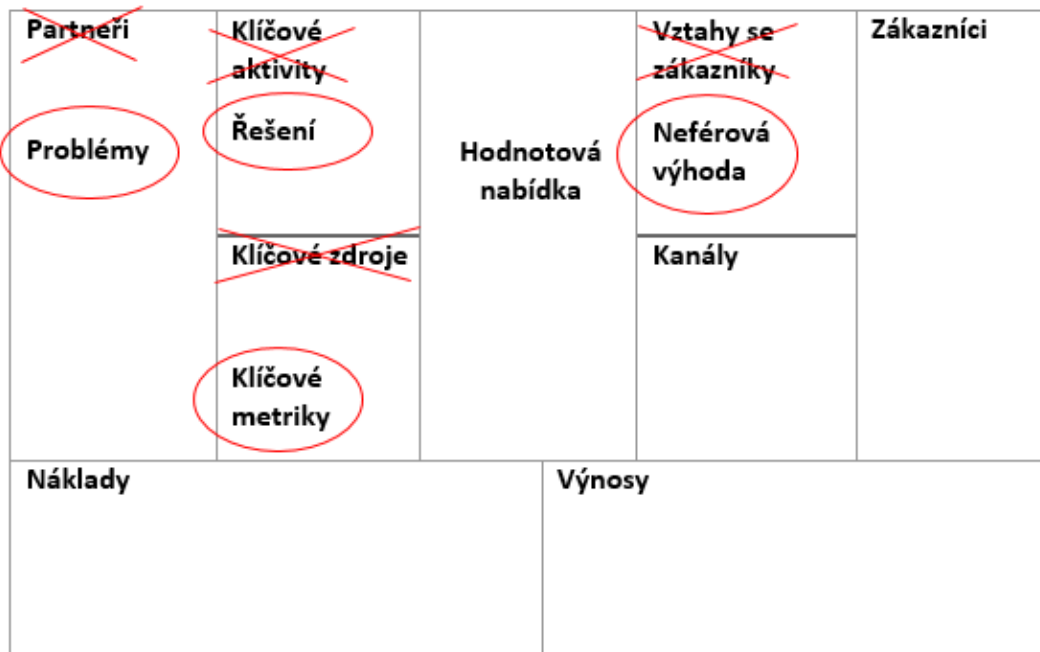 Partneři
Problémy
Klíčové
aktivity
Řešení
Klíčové zdroje
Klíčové
metriky
Hodnotová
nabídka
Vztahy se
zákazníky
Neférová
výhoda
Kanály
Zákazníci
Náklady
Výnosy